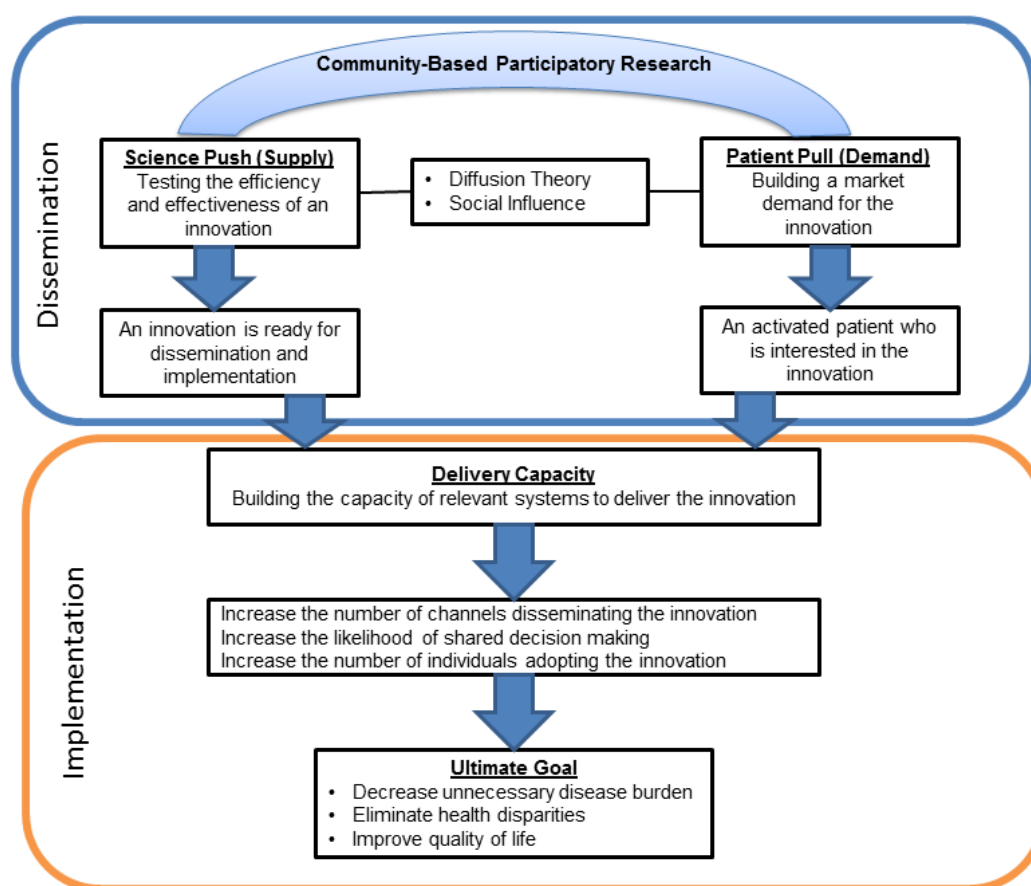 Community-Based Participatory Research
Dissemination
Science Push (Supply)
Testing the efficiency
and effectiveness of an
innovation
• Diffusion Theory
• Social Influence
Patient Pull (Demand)
Building a market
demand for the
innovation
An innovation is ready for
dissemination and
implementation
An activated patient who
is interested in the
innovation
Implementation
Delivery Capacity
Building the capacity of relevant systems to deliver the innovation
Increase the number of channels disseminating the innovation
Increase the likelihood of shared decision making
Increase the number of individuals adopting the innovation
Ultimate Goal
• Decrease unnecessary disease burden
• Eliminate health disparities
• Improve quality of life